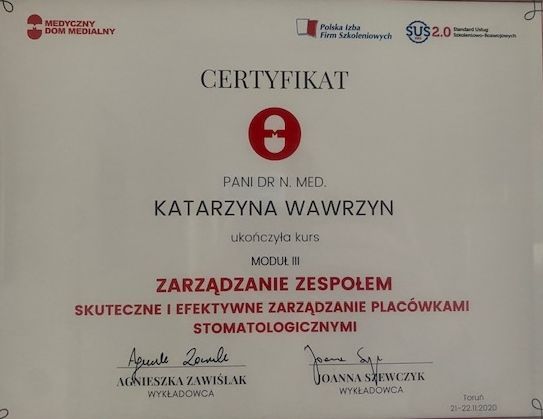 MEDYCZNY
DOM MEDIALNY
Polska Izba
Firm Szkoleniowych
SUS 2.0
Standard Usług
Szkoleniowo-Rozwojowych
CERTYFIKAT
M
PANI DR N. MED.
KATARZYNA WAWRZYN
ukończyła kurs
MODUŁ III
ZARZĄDZANIE ZESPOŁEM
SKUTECZNE I EFEKTYWNE ZARZĄDZANIE PLACÓWKAMI
STOMATOLOGICZNYMI
AGNIESZKA ZAWIŚLAK
WYKŁADOWCA
JOANNA SZEWCZYK
WYKŁADOWCA
Toruń
21-22.11.2020